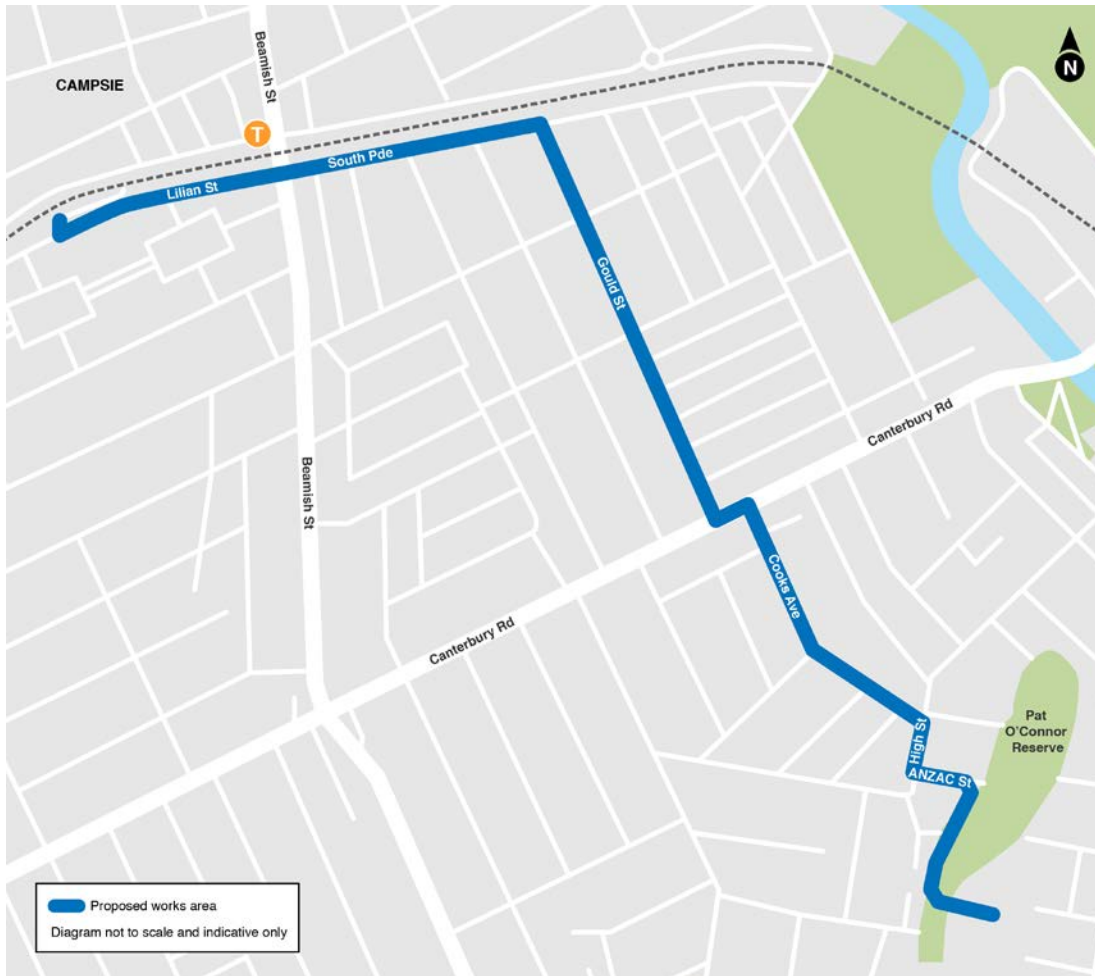 CAMPSIE
Beamish St
N
T
South Pde
Lilian St
Gould St
Canterbury Rd
Beamish St
Cooks Ave
Canterbury Rd
High St
Pat
O'Connor
Reserve
ANZAC St
Proposed works area
Diagram not to scale and indicative only